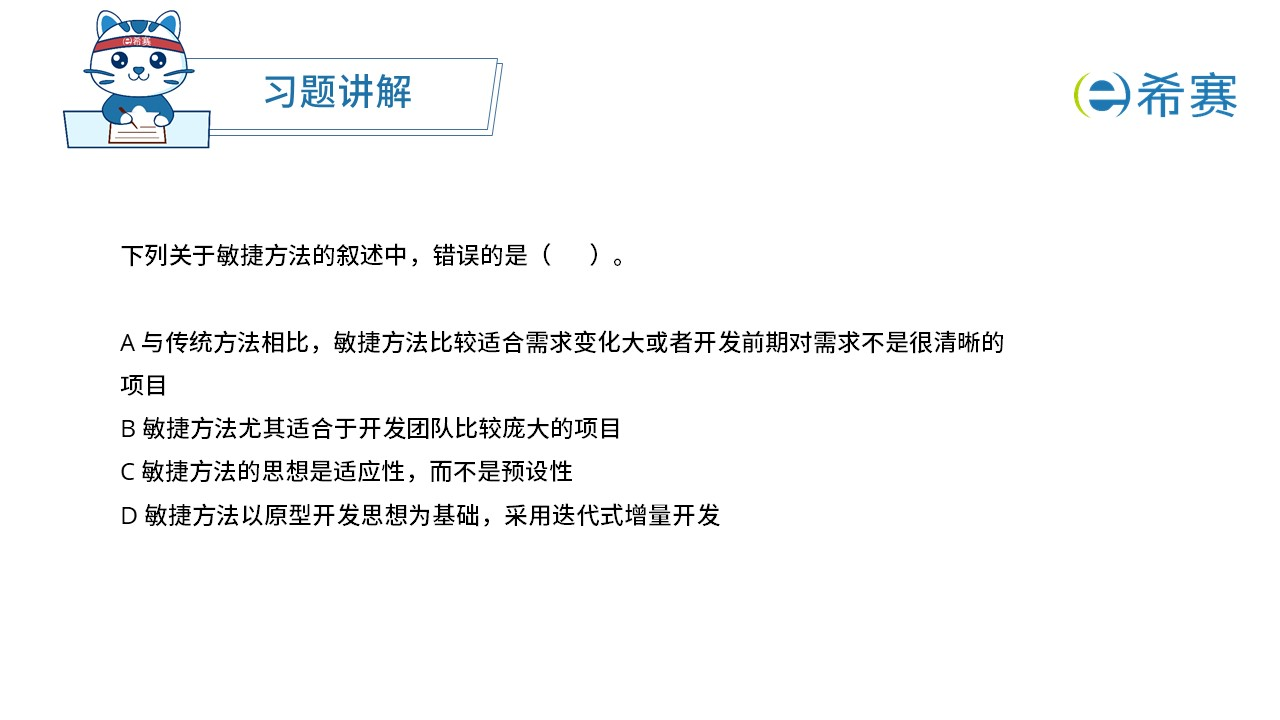 希赛
习题讲解
希赛
下列关于敏捷方法的叙述中，错误的是（      ）。
A 与传统方法相比，敏捷方法比较适合需求变化大或者开发前期对需求不是很清晰的
项目
B 敏捷方法尤其适合于开发团队比较庞大的项目
C 敏捷方法的思想是适应性，而不是预设性
D 敏捷方法以原型开发思想为基础，采用迭代式增量开发